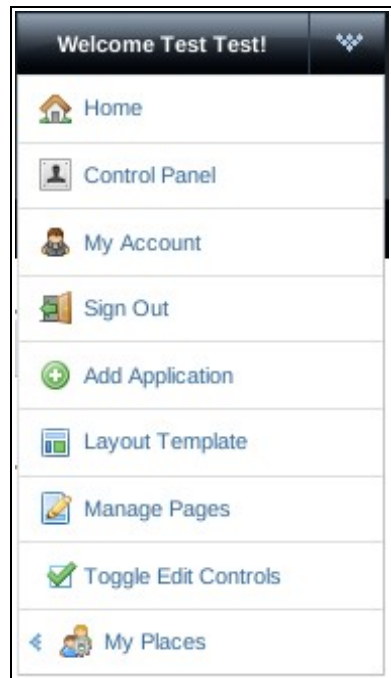 Welcome Test Test!
Home
Control Panel
My Account
Sign Out
Add Application
Layout Template
Manage Pages
Toggle Edit Controls
My Places